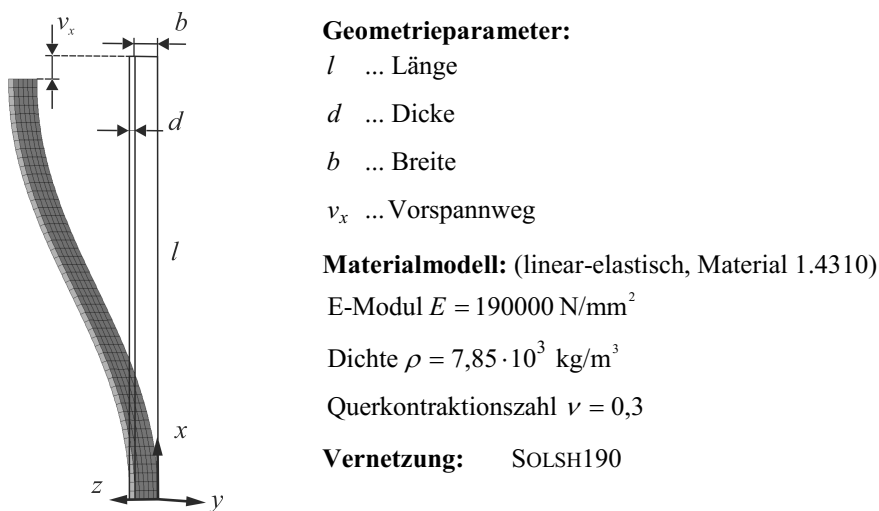 v_x
b
d
l
x
z
y
Geometrieparameter:
l ... Länge
d ... Dicke
b ... Breite
v_x ... Vorspannweg
Materialmodell: (linear-elastisch, Material 1.4310)
E-Modul E = 190000 N/mm²
Dichte ρ = 7,85·10³ kg/m³
Querkontraktionszahl ν = 0,3
Vernetzung: SOLSH190